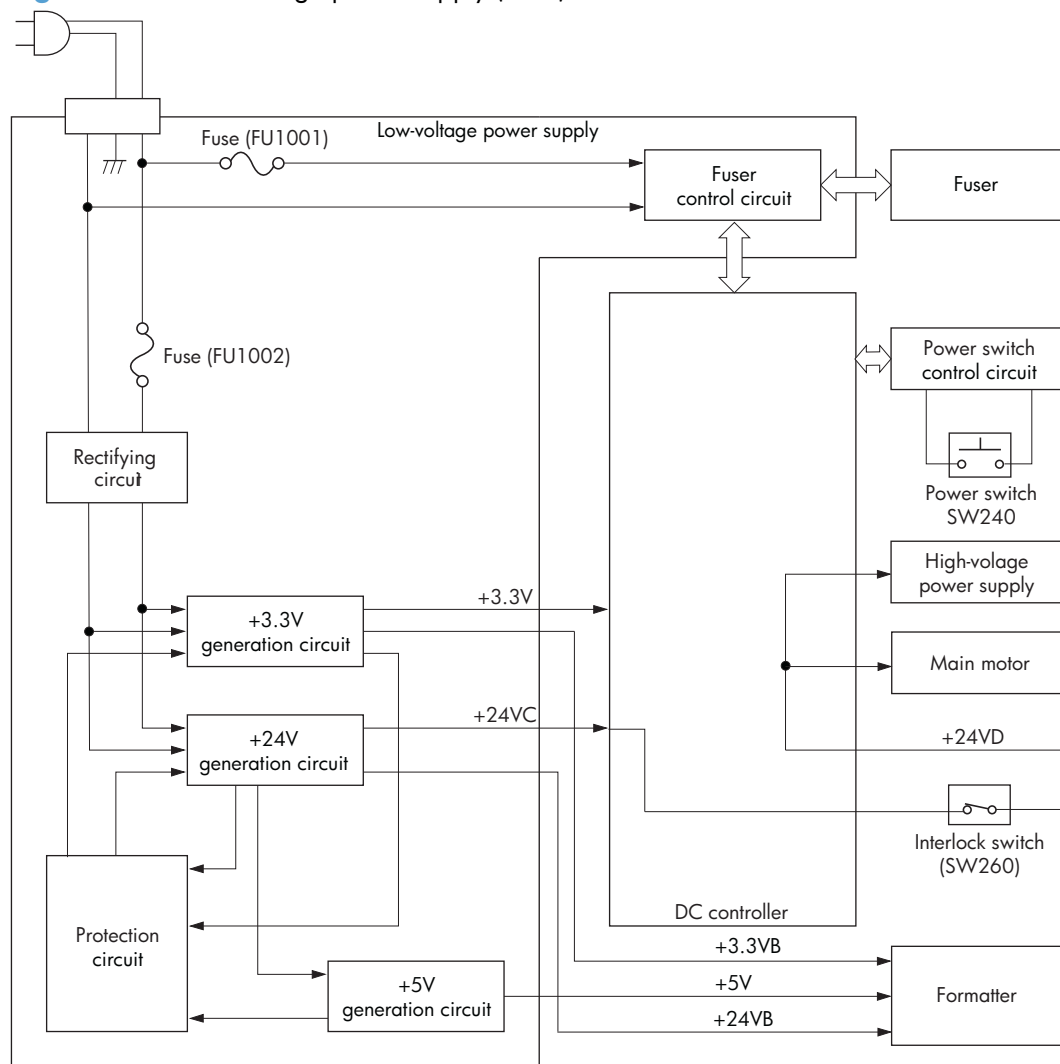 Low-voltage power supply
Fuse (FU1001)
Fuser
control circuit
Fuser
Fuse (FU1002)
Power switch
control circuit
Rectifying
circuit
Power switch
SW240
High-volage
power supply
+3.3V
+3.3V
generation circuit
Main motor
+24VC
+24V
generation circuit
+24VD
Interlock switch
(SW260)
DC controller
Protection
circuit
+3.3VB
+5V
generation circuit
+5V
Formatter
+24VB